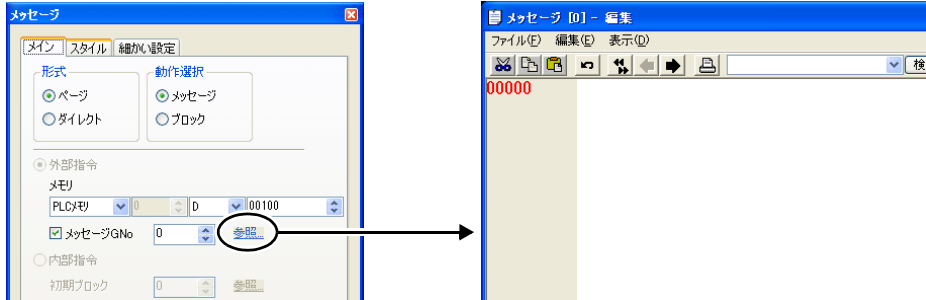 メッセージ
メイン スタイル 細かい設定
形式
ページ
ダイレクト
動作選択
メッセージ
ブロック
外部指令
メモリ
PLCメモリ 0 D 00100
メッセージGNo 0 参照...
内部指令
初期ブロック 0 参照...
メッセージ [0] - 編集
ファイル(F) 編集(E) 表示(D)
検
00000